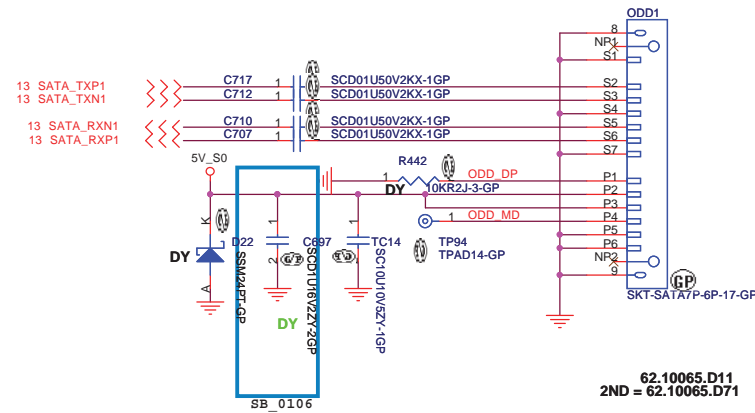 ODD1
8
NP1
S1
13 SATA_TXP1 C717 1 SCD01U50V2KX-1GP S2
13 SATA_TXN1 C712 1 SCD01U50V2KX-1GP S3
S4
13 SATA_RXN1 C710 1 SCD01U50V2KX-1GP S5
13 SATA_RXP1 C707 1 SCD01U50V2KX-1GP S6
S7
5V_S0
R442
1 ODD_DP P1
DY 10KR2J-3-GP P2
P3
1 ODD_MD P4
TP94
TPAD14-GP
P5
P6
NP2
9
GP
SKT-SATA7P-6P-17-GP
K
DY D22
A
SSM24PT-GP
1
C697
2
SCD1U16V2ZY-2GP
DY
1
TC14
SC10U10V5ZY-1GP
SB_0106
62.10065.D11
2ND = 62.10065.D71